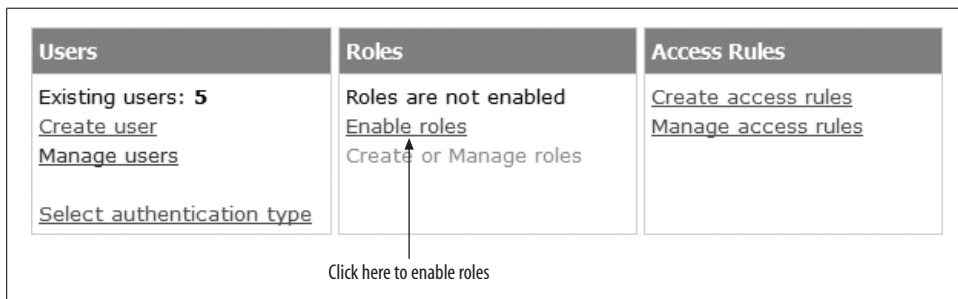 Users
Existing users: 5
Create user
Manage users
Select authentication type
Roles
Roles are not enabled
Enable roles
Create or Manage roles
Access Rules
Create access rules
Manage access rules
Click here to enable roles